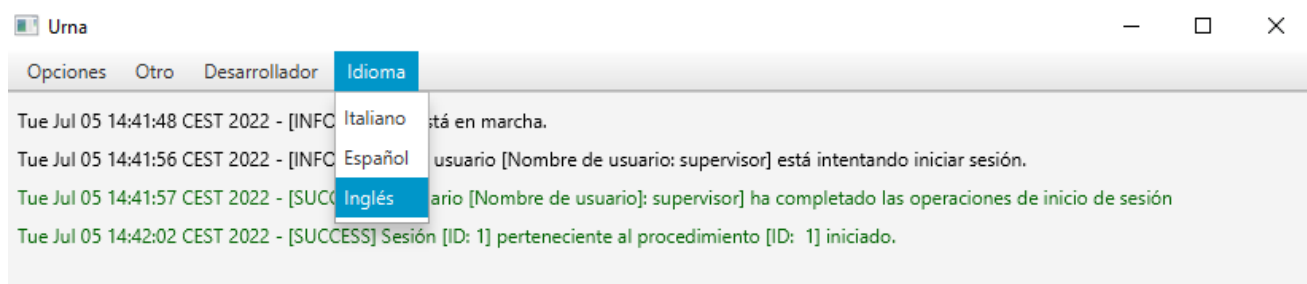 Urna
Opciones Otro Desarrollador Idioma
Italiano
Español
Inglés
Tue Jul 05 14:41:48 CEST 2022 - [INFO está en marcha.
Tue Jul 05 14:41:56 CEST 2022 - [INFO usuario [Nombre de usuario: supervisor] está intentando iniciar sesión.
Tue Jul 05 14:41:57 CEST 2022 - [SUCC ario [Nombre de usuario]: supervisor] ha completado las operaciones de inicio de sesión
Tue Jul 05 14:42:02 CEST 2022 - [SUCCESS] Sesión [ID: 1] perteneciente al procedimiento [ID: 1] iniciado.